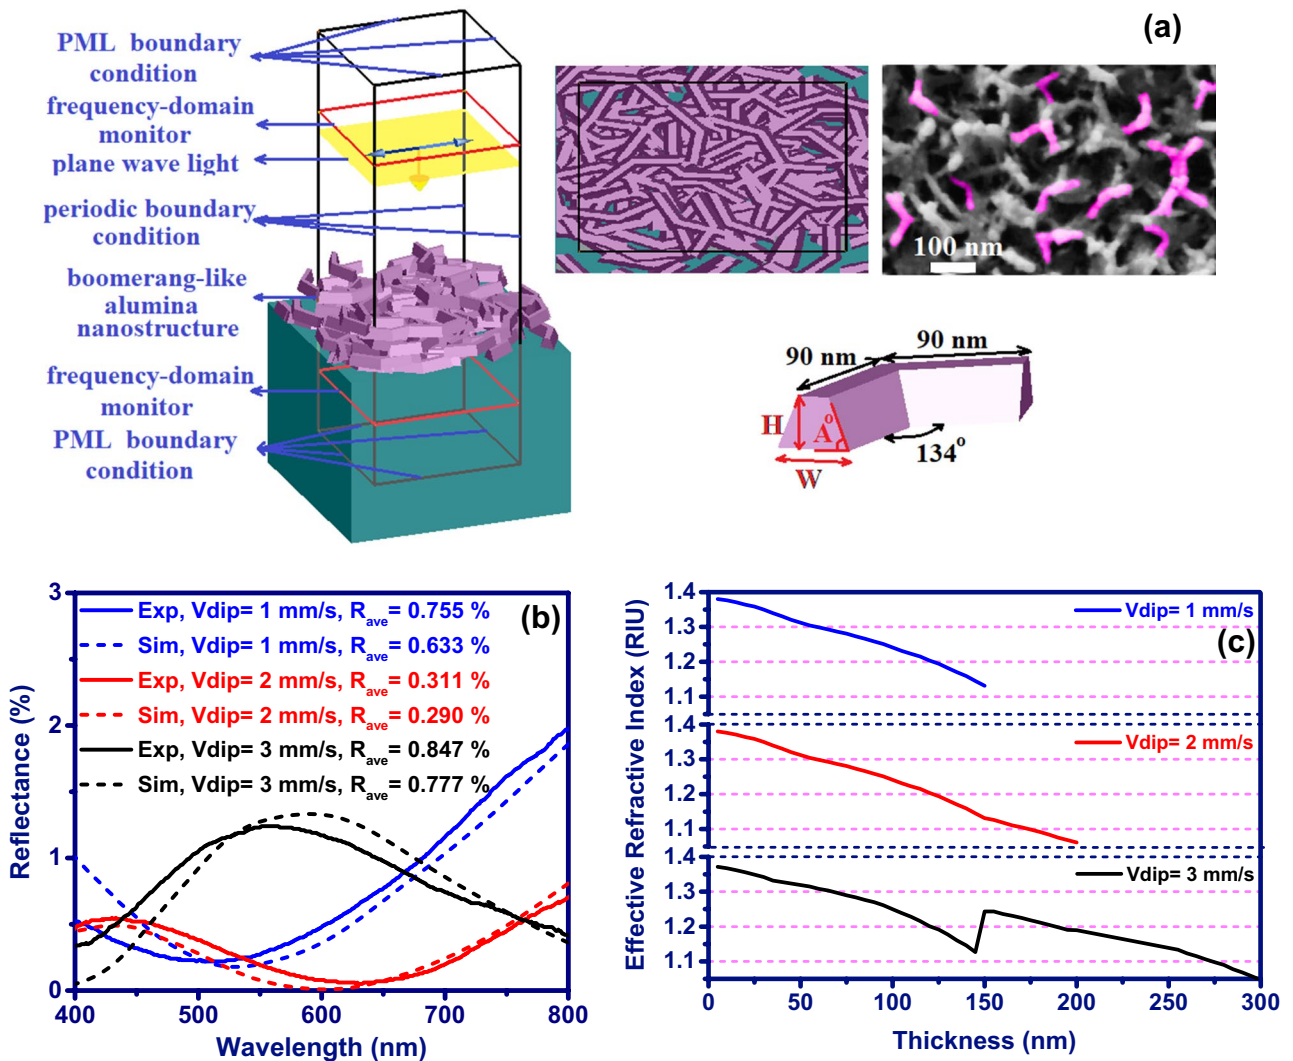 (a)
PML boundary
condition
frequency-domain
monitor
plane wave light
periodic boundary
condition
boomerang-like
alumina
nanostructure
frequency-domain
monitor
PML boundary
condition
100 nm
90 nm
90 nm
H
A°
W
134°
(b)
Exp, Vdip= 1 mm/s, Rave= 0.755 %
Sim, Vdip= 1 mm/s, Rave= 0.633 %
Exp, Vdip= 2 mm/s, Rave= 0.311 %
Sim, Vdip= 2 mm/s, Rave= 0.290 %
Exp, Vdip= 3 mm/s, Rave= 0.847 %
Sim, Vdip= 3 mm/s, Rave= 0.777 %
Reflectance (%)
3
2
1
0
400
500
600
700
800
Wavelength (nm)
(c)
Effective Refractive Index (RIU)
1.4
1.3
1.2
1.1
Vdip= 1 mm/s
1.4
1.3
1.2
1.1
Vdip= 2 mm/s
1.4
1.3
1.2
1.1
Vdip= 3 mm/s
0
50
100
150
200
250
300
Thickness (nm)